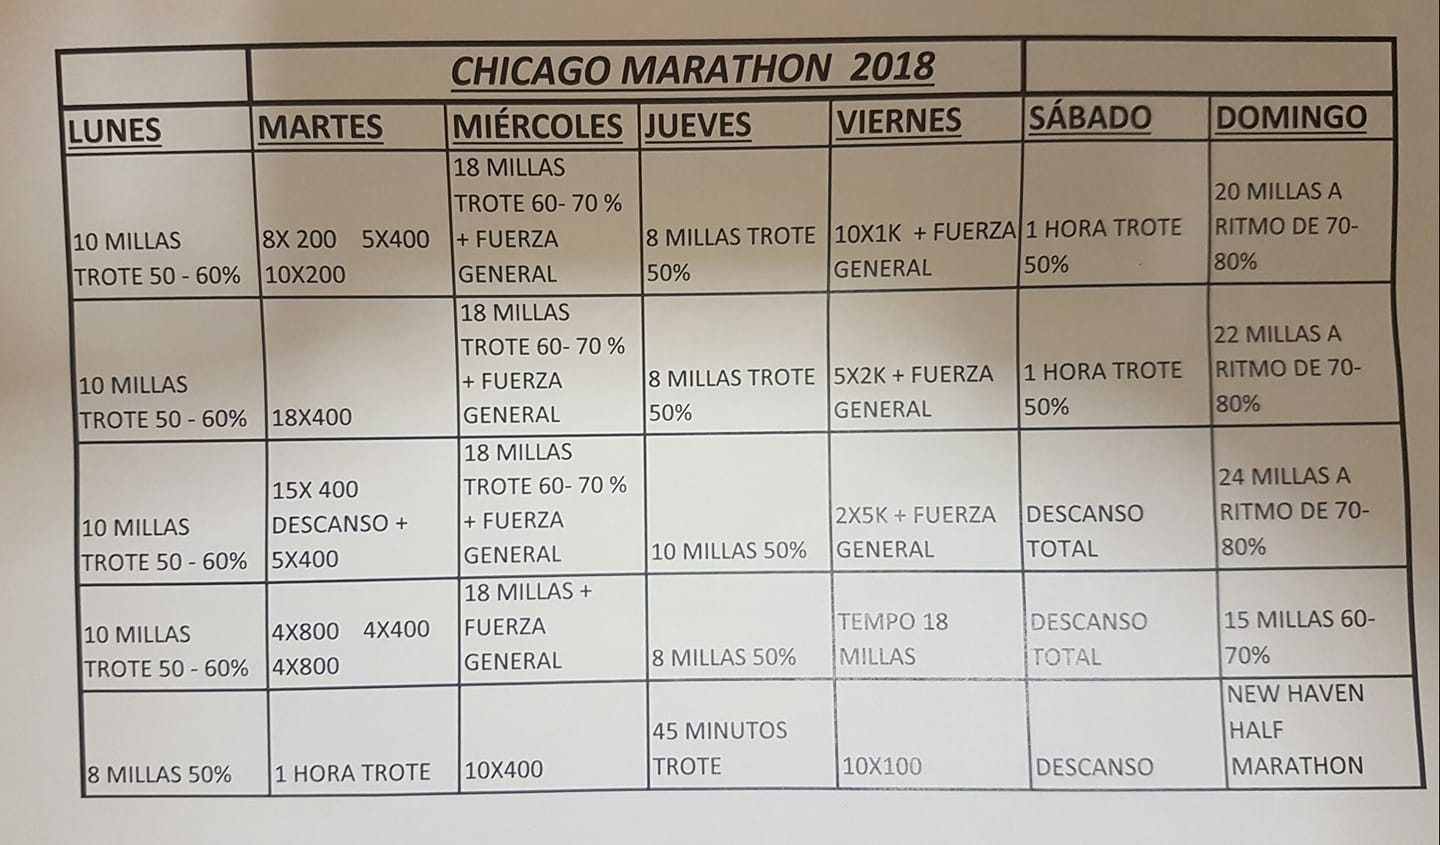 CHICAGO MARATHON 2018
LUNES MARTES MIÉRCOLES JUEVES VIERNES SÁBADO DOMINGO
10 MILLAS
TROTE 50 - 60%
8X 200 5X400
10X200
18 MILLAS
TROTE 60- 70 %
+ FUERZA
GENERAL
8 MILLAS TROTE
50%
10X1K + FUERZA
GENERAL
1 HORA TROTE
50%
20 MILLAS A
RITMO DE 70-
80%
10 MILLAS
TROTE 50 - 60%
18X400
18 MILLAS
TROTE 60- 70 %
+ FUERZA
GENERAL
8 MILLAS TROTE
50%
5X2K + FUERZA
GENERAL
1 HORA TROTE
50%
22 MILLAS A
RITMO DE 70-
80%
10 MILLAS
TROTE 50 - 60%
15X 400
DESCANSO +
5X400
18 MILLAS
TROTE 60- 70 %
+ FUERZA
GENERAL
10 MILLAS 50%
2X5K + FUERZA
GENERAL
DESCANSO
TOTAL
24 MILLAS A
RITMO DE 70-
80%
10 MILLAS
TROTE 50 - 60%
4X800 4X400
4X800
18 MILLAS +
FUERZA
GENERAL
8 MILLAS 50%
TEMPO 18
MILLAS
DESCANSO
TOTAL
15 MILLAS 60-
70%
8 MILLAS 50%
1 HORA TROTE
10X400
45 MINUTOS
TROTE
10X100
DESCANSO
NEW HAVEN
HALF
MARATHON